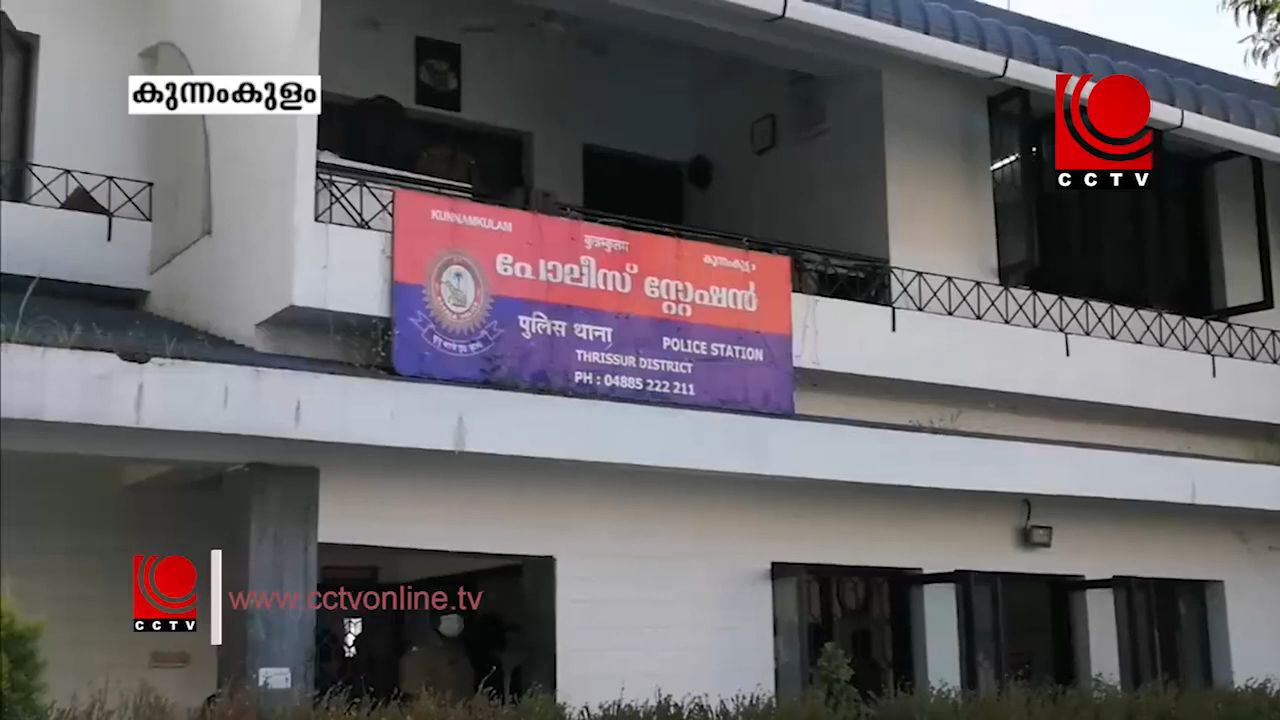 കുന്നംകുളം
CCTV
KUNNAMKULAM
കുന്നംകുളം
പോലീസ് സ്റ്റേഷൻ
पुलिस थाना
POLICE STATION
THRISSUR DISTRICT
PH : 04885 222 211
www.cctvonline.tv
CCTV